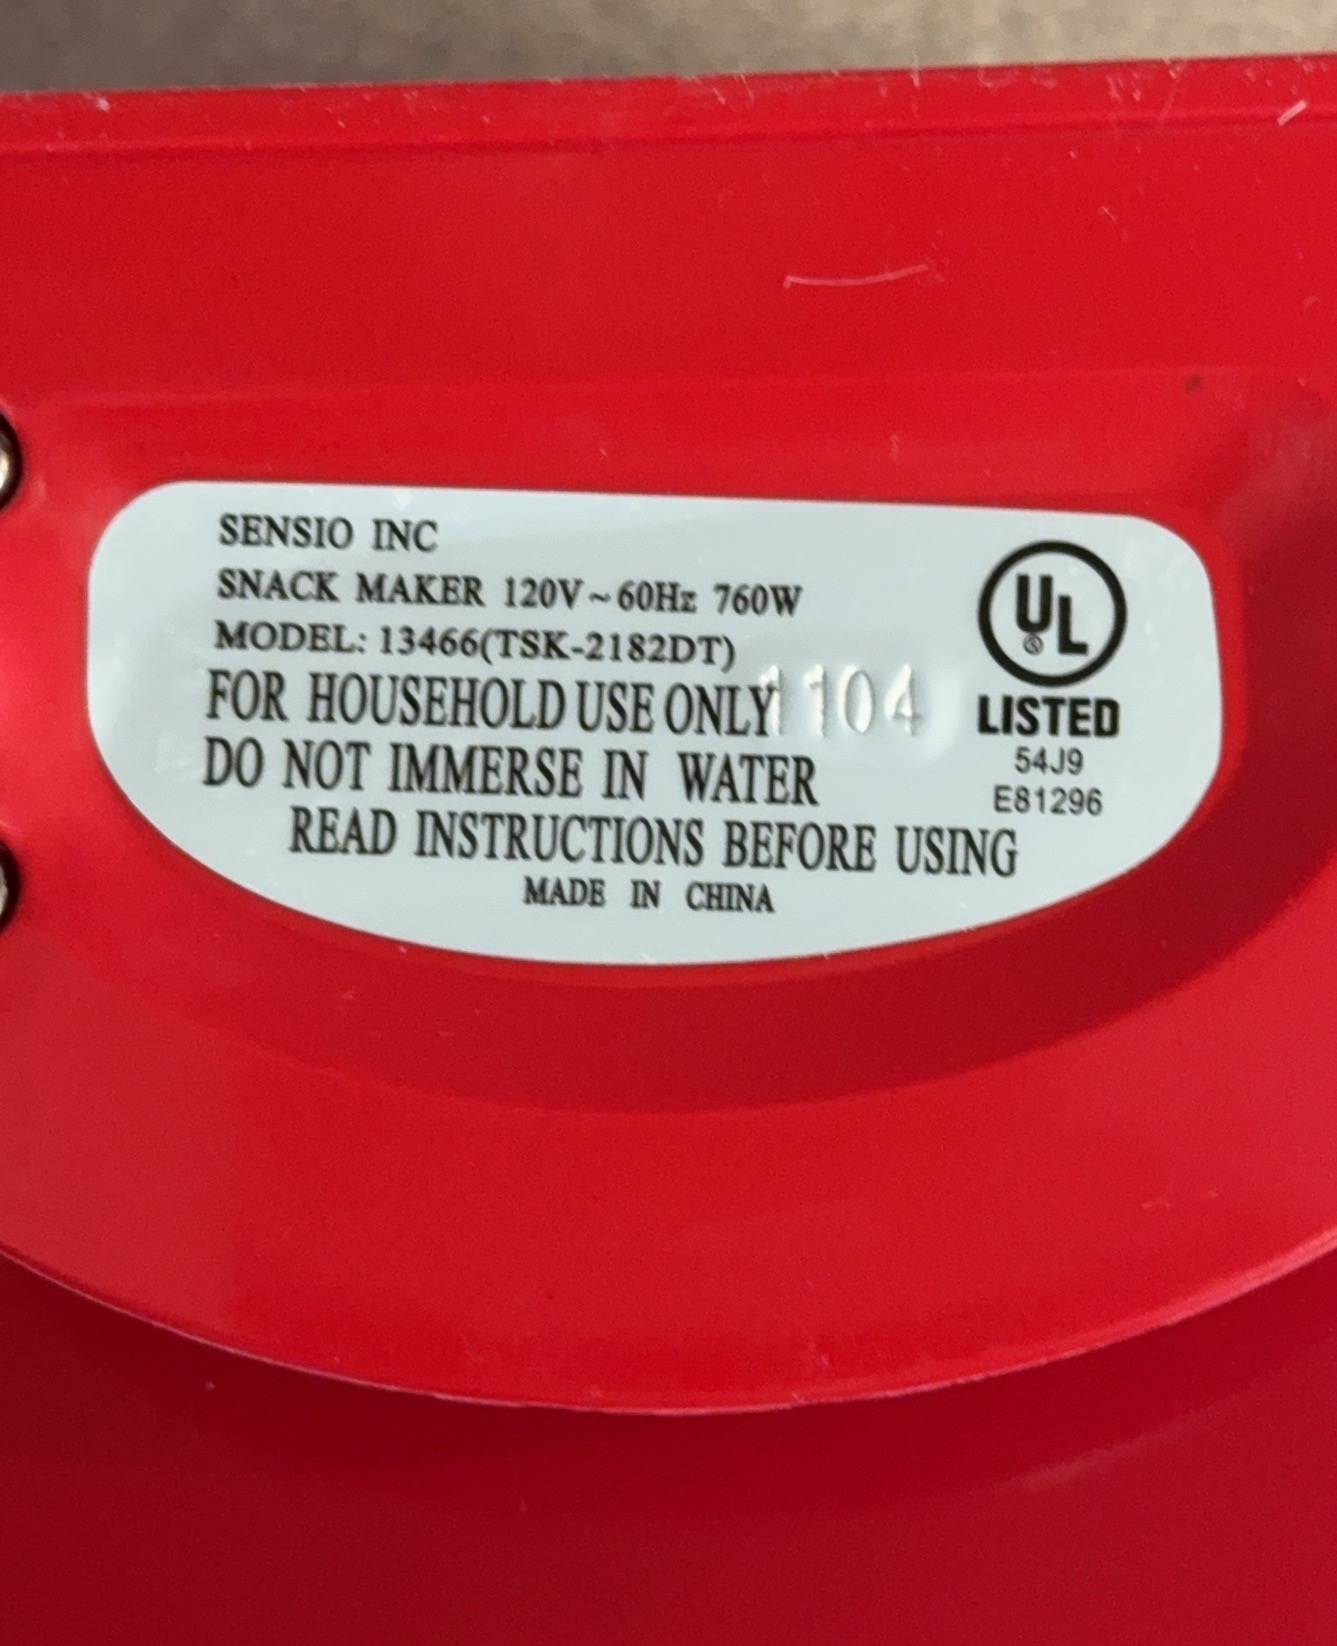 SENSIO INC
SNACK MAKER 120V~60Hz 760W
MODEL: 13466(TSK-2182DT)
FOR HOUSEHOLD USE ONLY 1104
DO NOT IMMERSE IN WATER
READ INSTRUCTIONS BEFORE USING
MADE IN CHINA
UL
LISTED
54J9
E81296